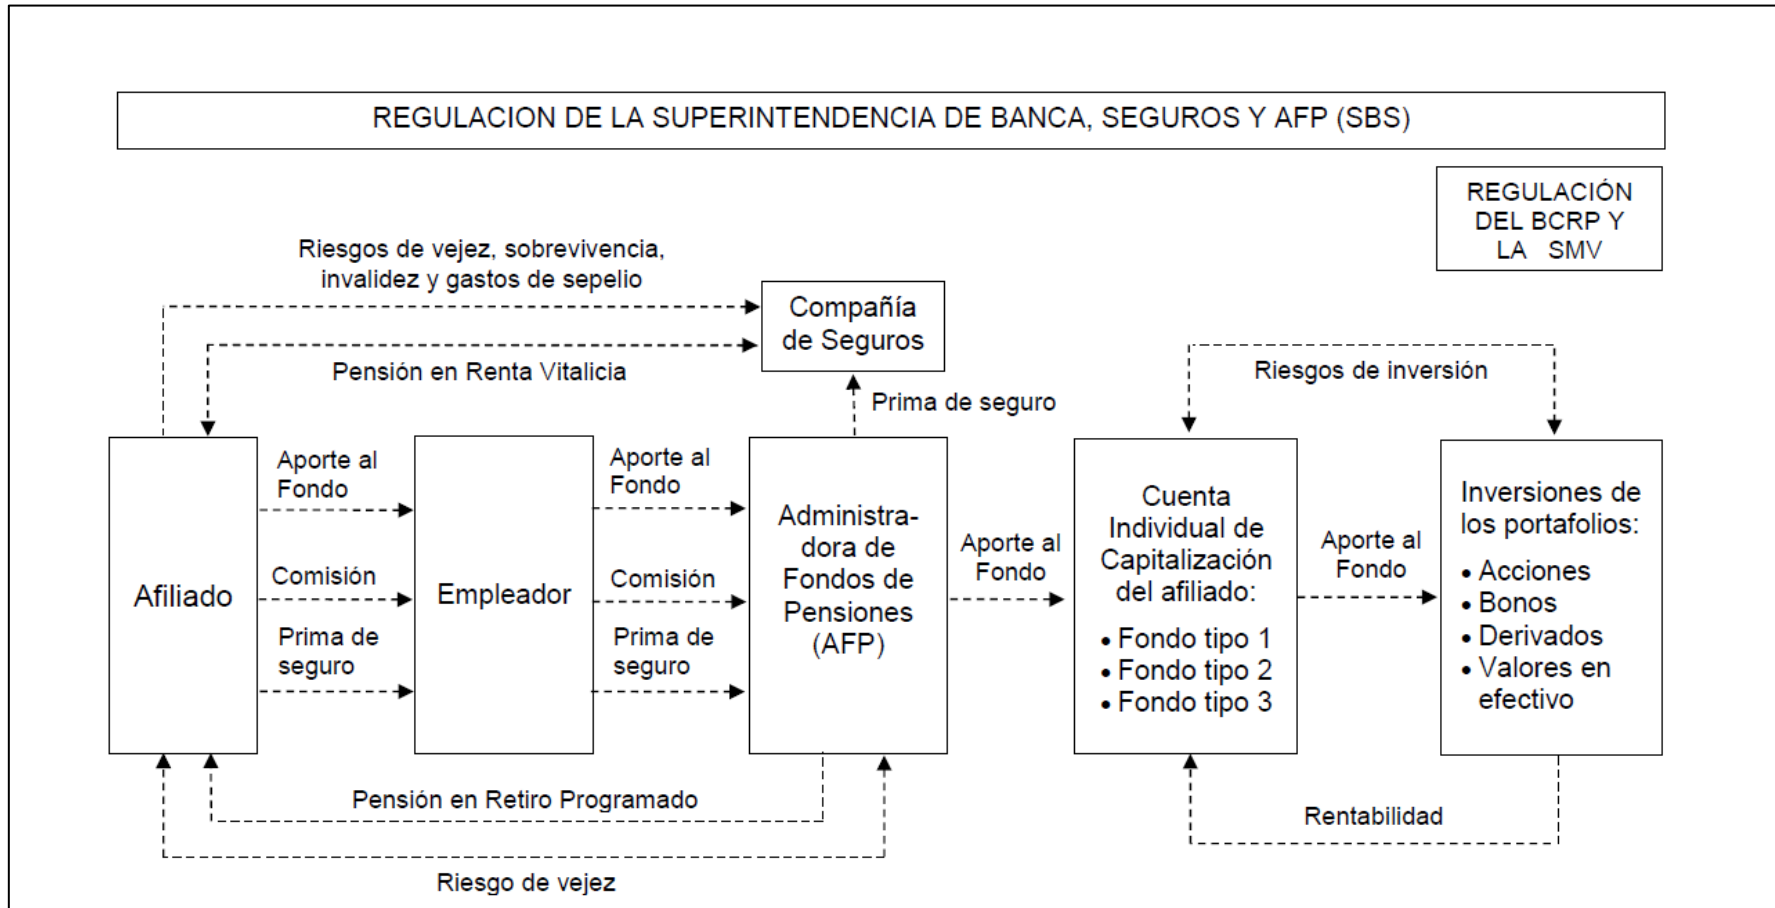 REGULACION DE LA SUPERINTENDENCIA DE BANCA, SEGUROS Y AFP (SBS)
REGULACIÓN
DEL BCRP Y
LA SMV
Riesgos de vejez, sobrevivencia,
invalidez y gastos de sepelio
Compañía
de Seguros
Pensión en Renta Vitalicia
Prima de seguro
Riesgos de inversión
Afiliado
Aporte al
Fondo
Comisión
Prima de
seguro
Empleador
Aporte al
Fondo
Comisión
Prima de
seguro
Administra-
dora de
Fondos de
Pensiones
(AFP)
Aporte al
Fondo
Cuenta
Individual de
Capitalización
del afiliado:
• Fondo tipo 1
• Fondo tipo 2
• Fondo tipo 3
Aporte al
Fondo
Inversiones de
los portafolios:
• Acciones
• Bonos
• Derivados
• Valores en
efectivo
Pensión en Retiro Programado
Rentabilidad
Riesgo de vejez